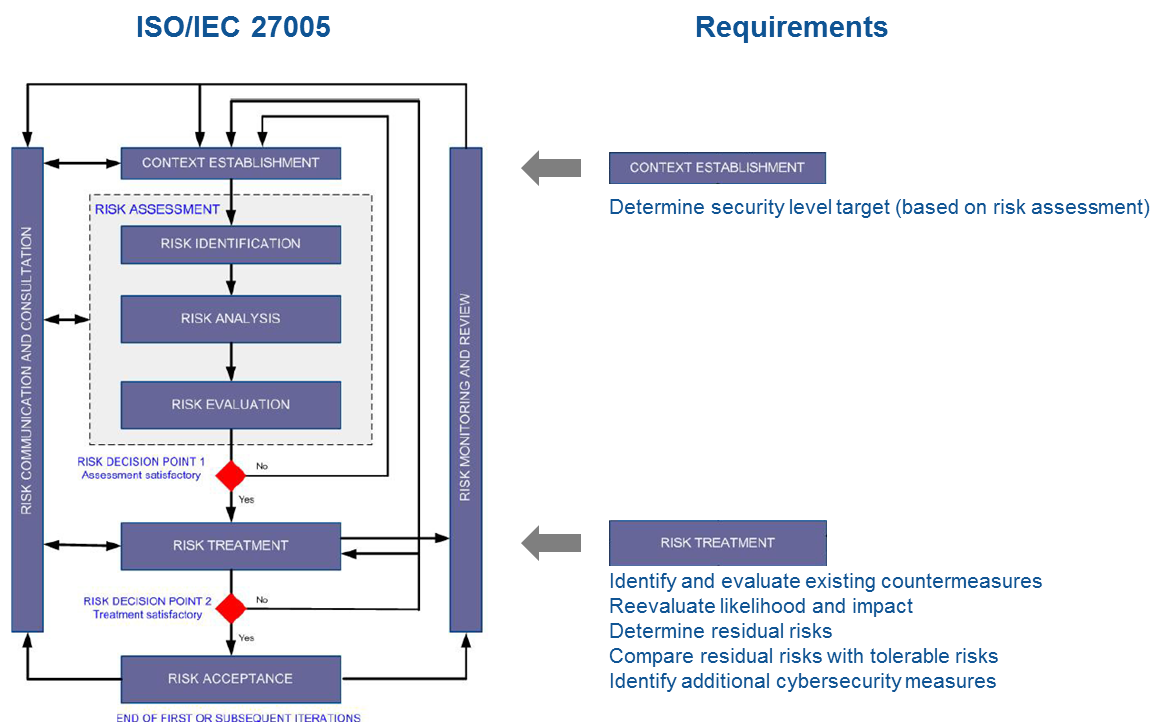 ISO/IEC 27005
Requirements
CONTEXT ESTABLISHMENT
RISK ASSESSMENT
RISK IDENTIFICATION
RISK ANALYSIS
RISK EVALUATION
RISK DECISION POINT 1
Assessment satisfactory
No
Yes
RISK TREATMENT
RISK DECISION POINT 2
Treatment satisfactory
No
Yes
RISK ACCEPTANCE
END OF FIRST OR SUBSEQUENT ITERATIONS
RISK COMMUNICATION AND CONSULTATION
RISK MONITORING AND REVIEW
CONTEXT ESTABLISHMENT
Determine security level target (based on risk assessment)
RISK TREATMENT
Identify and evaluate existing countermeasures
Reevaluate likelihood and impact
Determine residual risks
Compare residual risks with tolerable risks
Identify additional cybersecurity measures